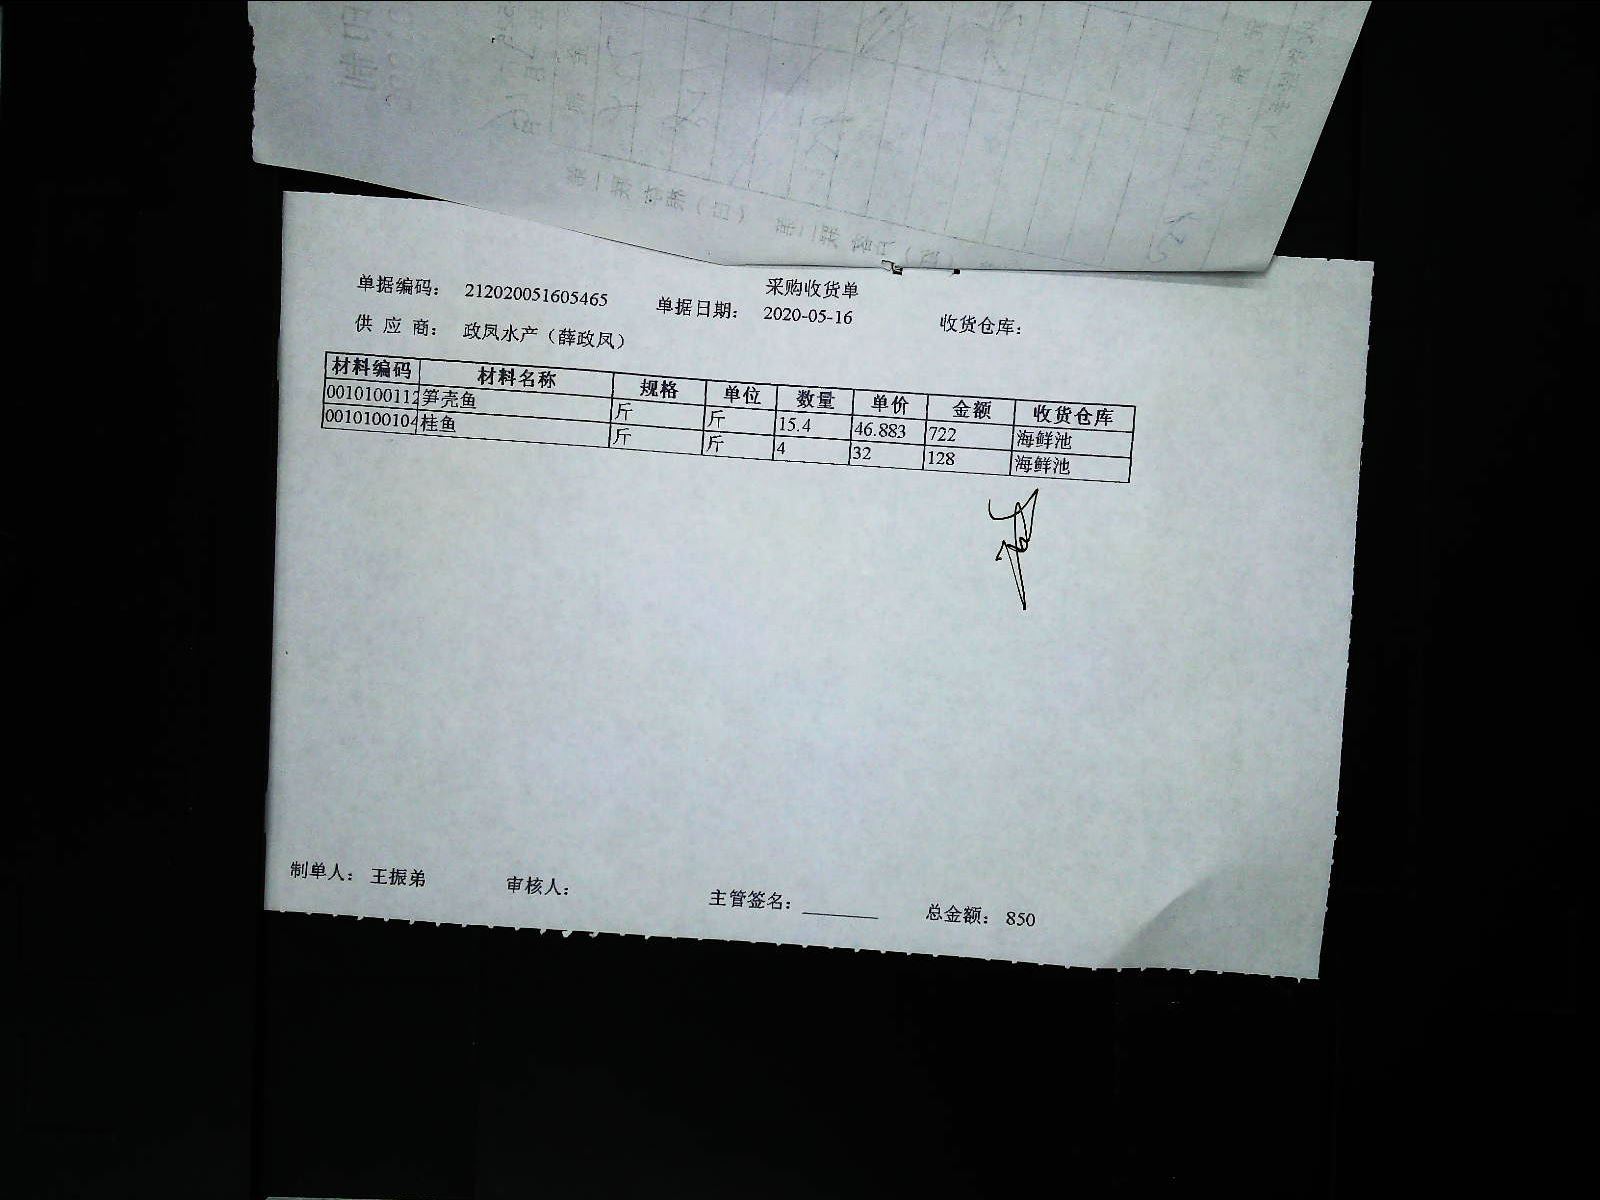 采购收货单
单据编码： 212020051605465 单据日期： 2020-05-16 收货仓库：
供 应 商： 政凤水产（薛政凤）
材料编码 材料名称 规格 单位 数量 单价 金额 收货仓库
0010100112 笋壳鱼 斤 斤 15.4 46.883 722 海鲜池
0010100104 桂鱼 斤 斤 4 32 128 海鲜池
制单人： 王振弟 审核人： 主管签名： 总金额： 850